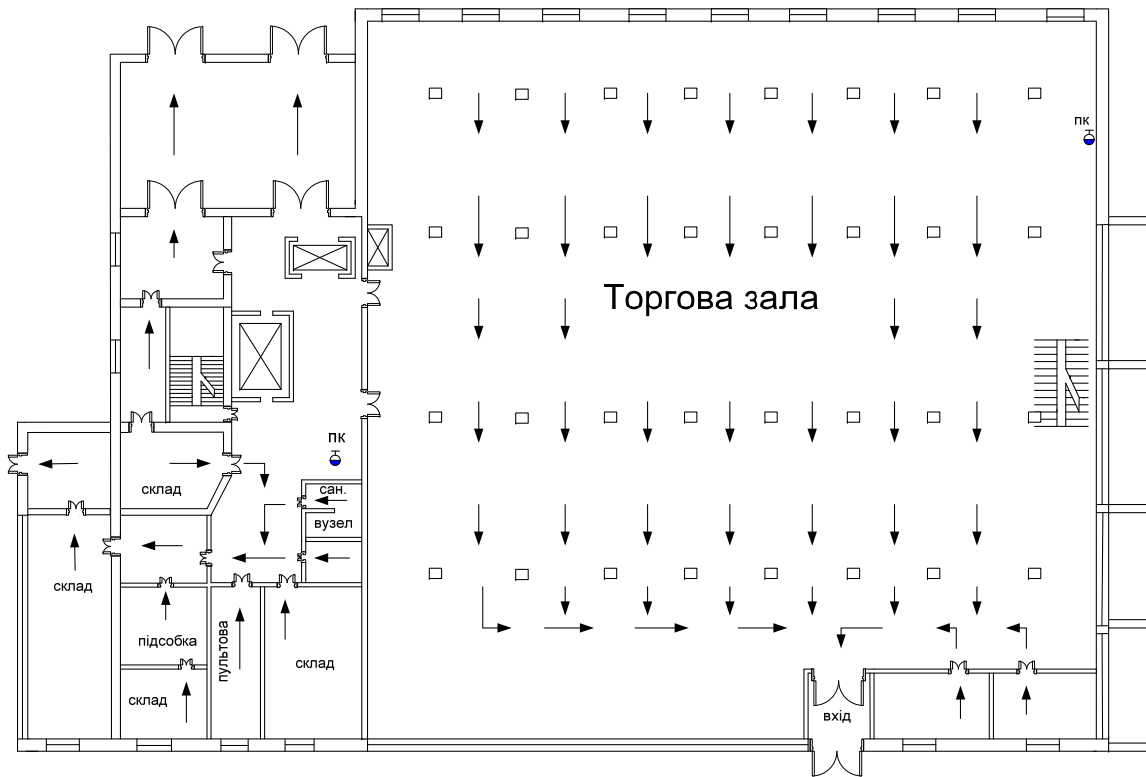 пк
Торгова зала
пк
склад
сан.
вузел
склад
підсобка
пультова
склад
склад
вхід